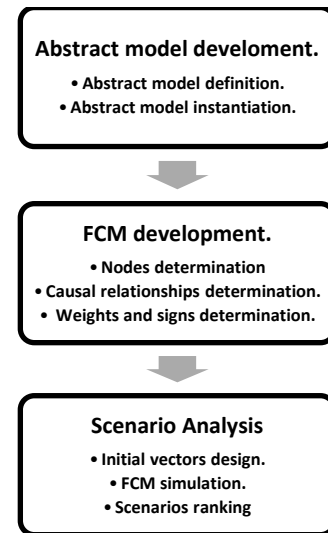 Abstract model develoment.
• Abstract model definition.
• Abstract model instantiation.
FCM development.
• Nodes determination
• Causal relationships determination.
• Weights and signs determination.
Scenario Analysis
• Initial vectors design.
• FCM simulation.
• Scenarios ranking